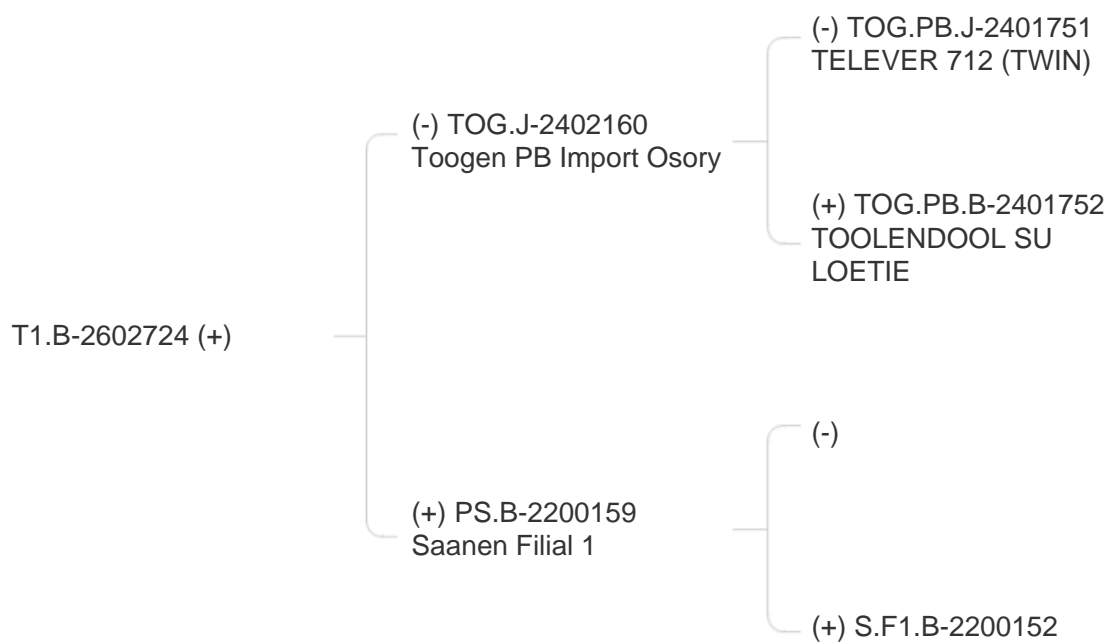 (-) TOG.PB.J-2401751
TELEVER 712 (TWIN)
(-) TOG.J-2402160
Toogen PB Import Osory
(+) TOG.PB.B-2401752
TOOLENDOOL SU
LOETIE
T1.B-2602724 (+)
(-)
(+) PS.B-2200159
Saanen Filial 1
(+) S.F1.B-2200152